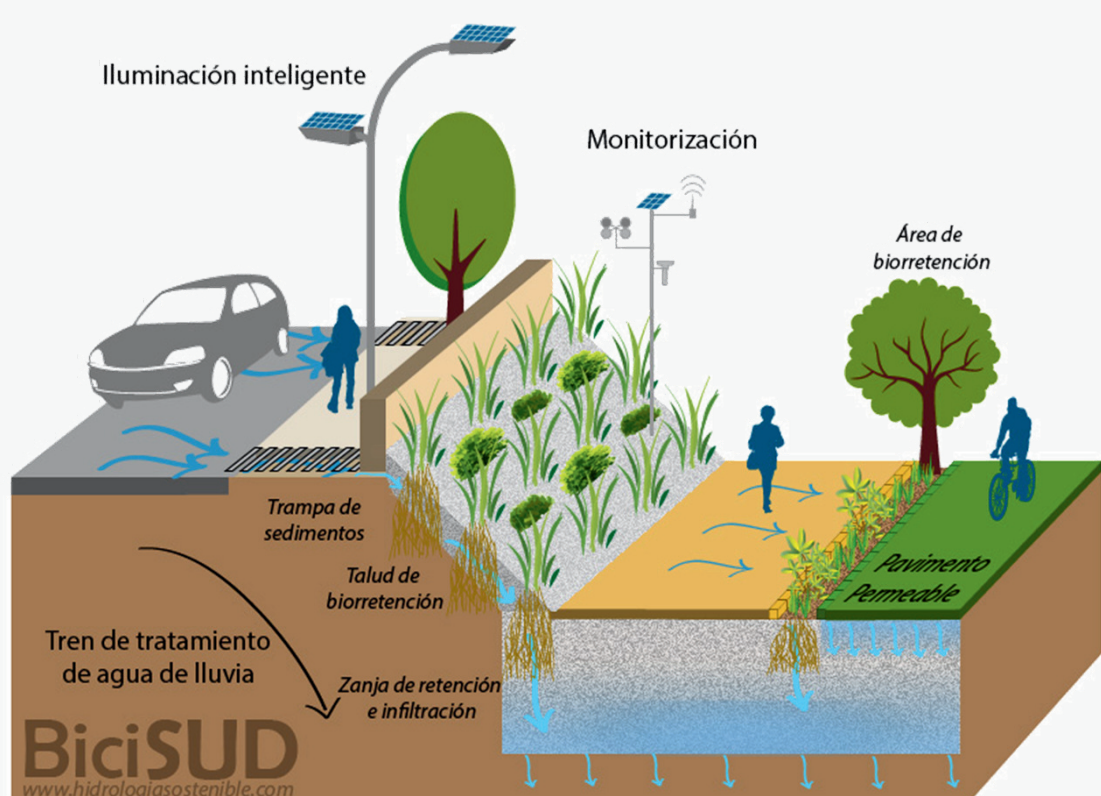 Iluminación inteligente
Monitorización
Área de
biorretención
Trampa de
sedimentos
Talud de
biorretención
Pavimento
Permeable
Tren de tratamiento
de agua de lluvia
Zanja de retención
e infiltración
BiciSUD
www.hidrologiasostenible.com